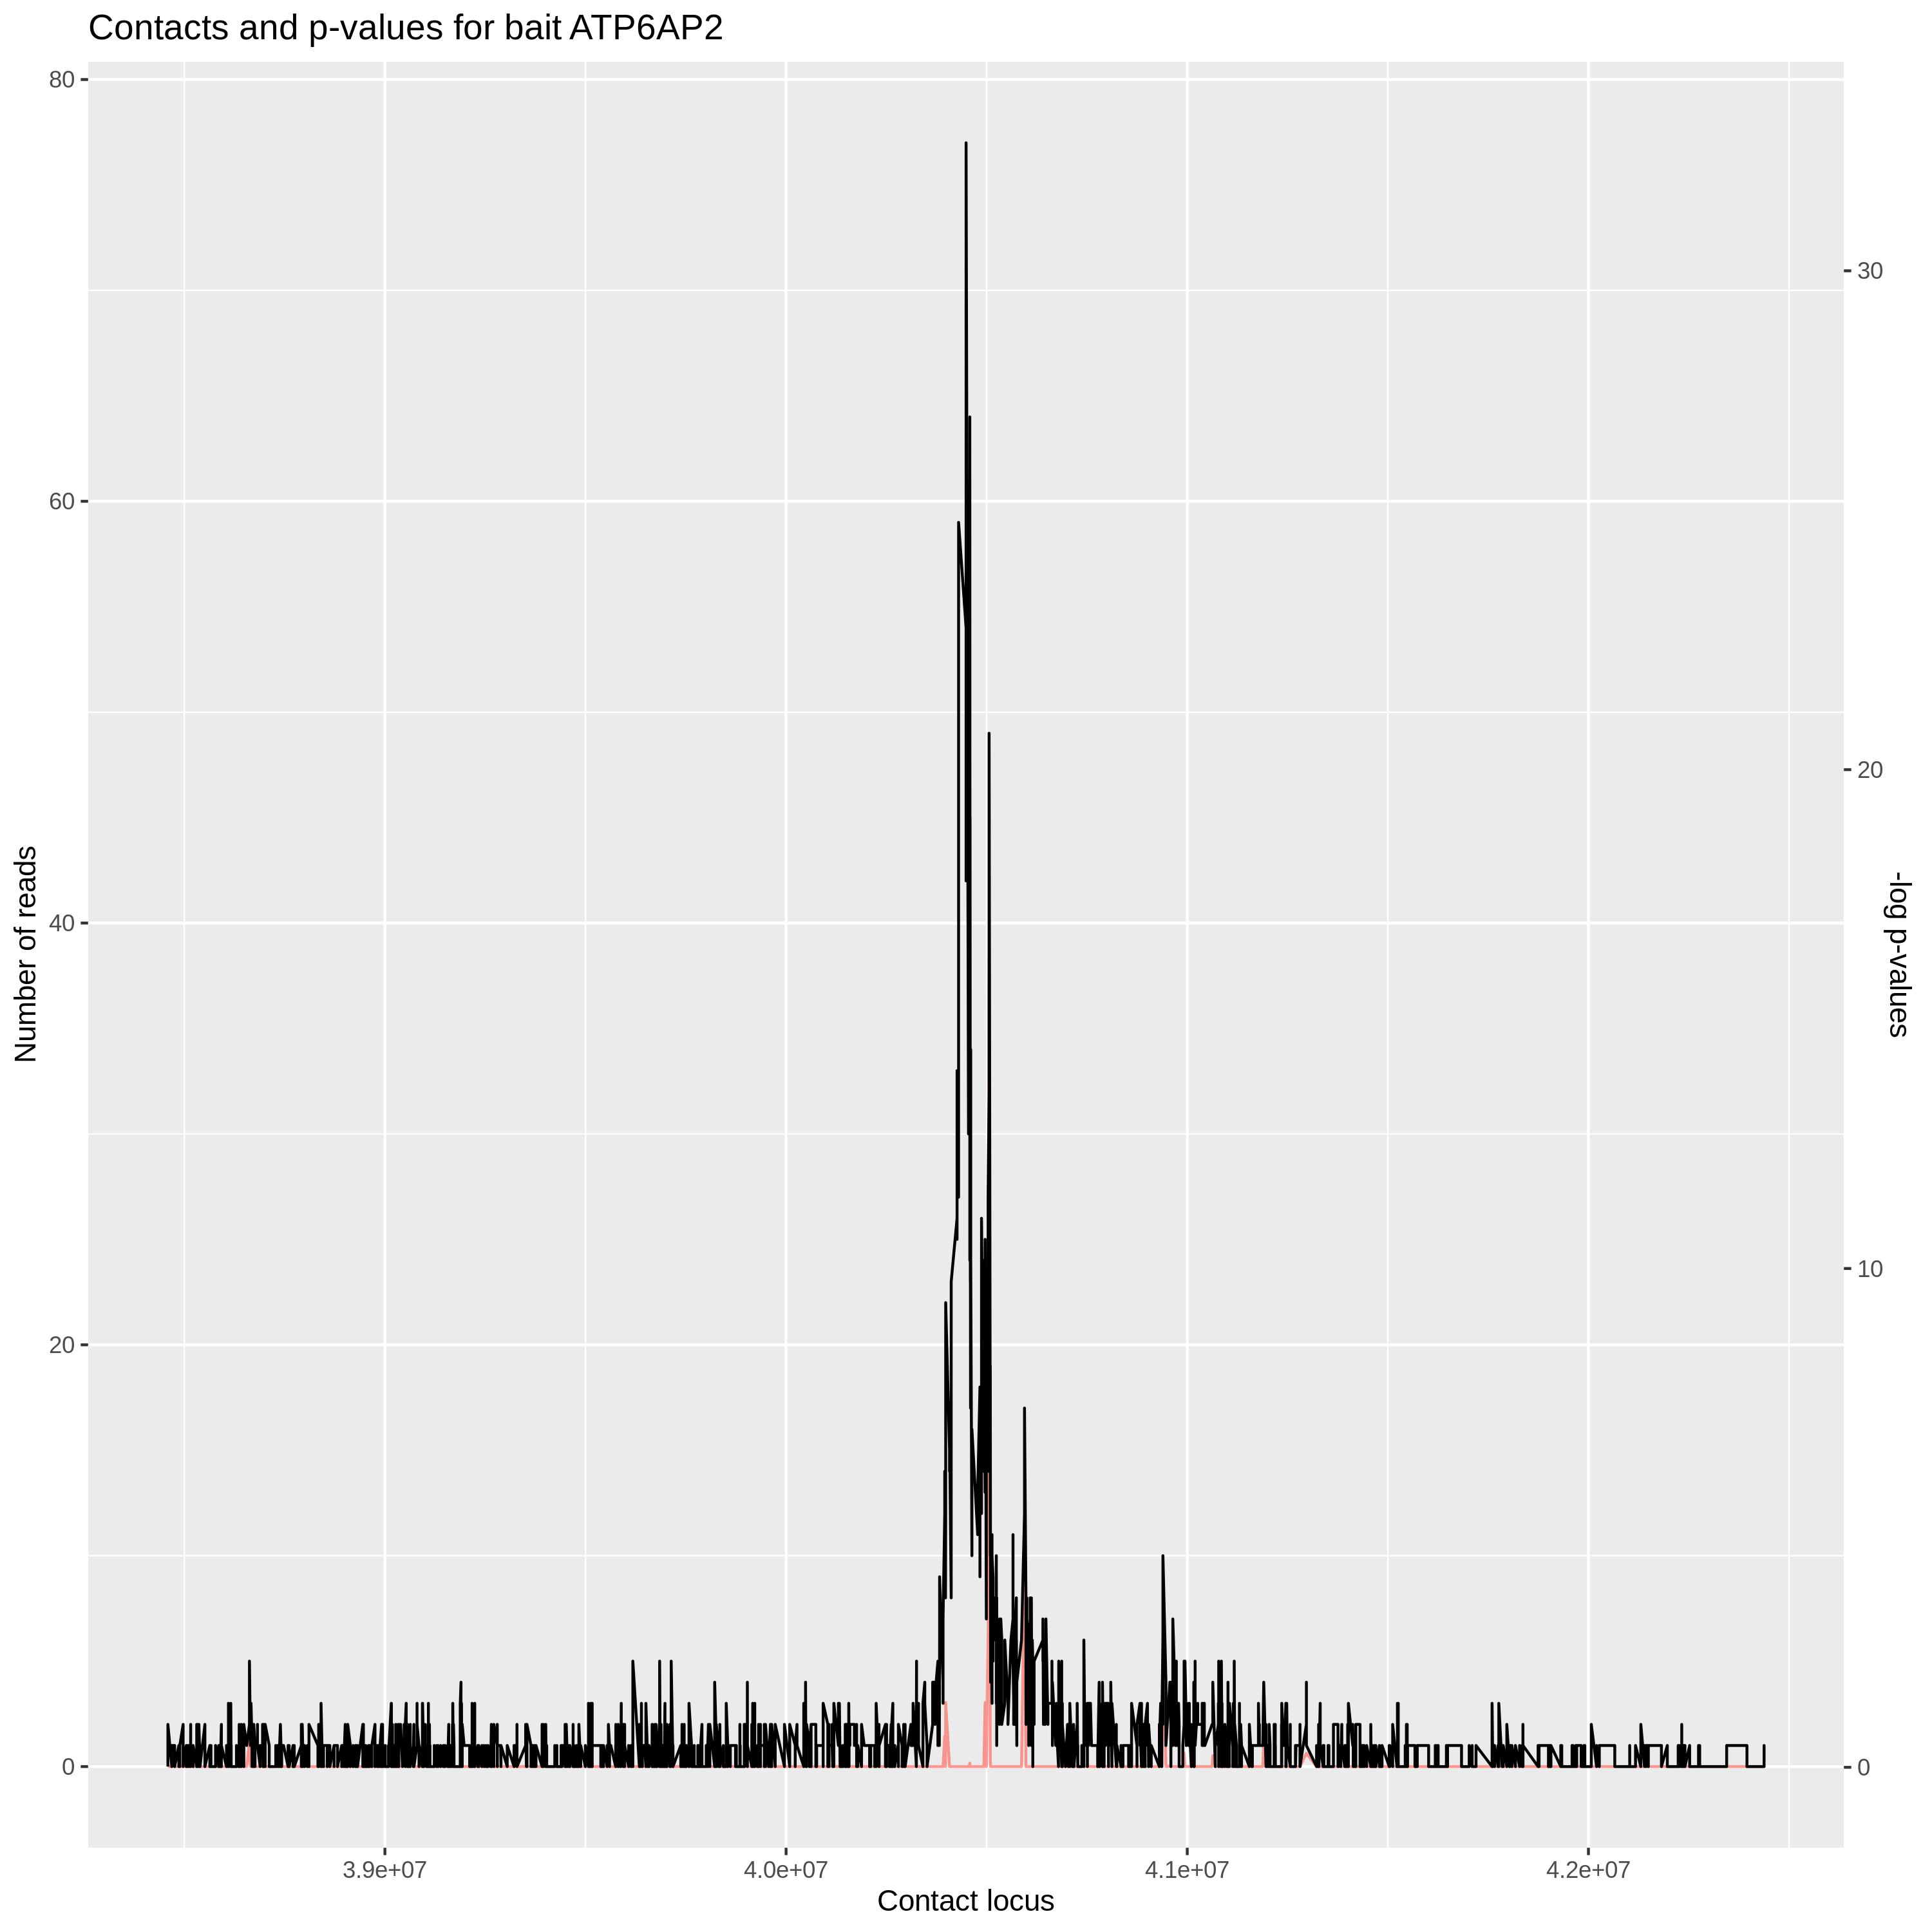 Contacts and p-values for bait ATP6AP2
80
60
40
20
0
Number of reads
30
20
10
0
-log p-values
3.9e+07 4.0e+07 4.1e+07 4.2e+07
Contact locus